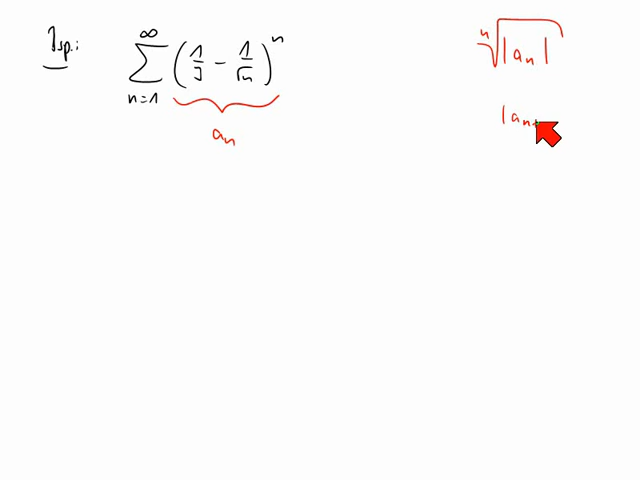 Bsp.:
∞
∑ (1/3 − 1/√n)^n
n=1
a_n
ⁿ√|a_n|
|a_n